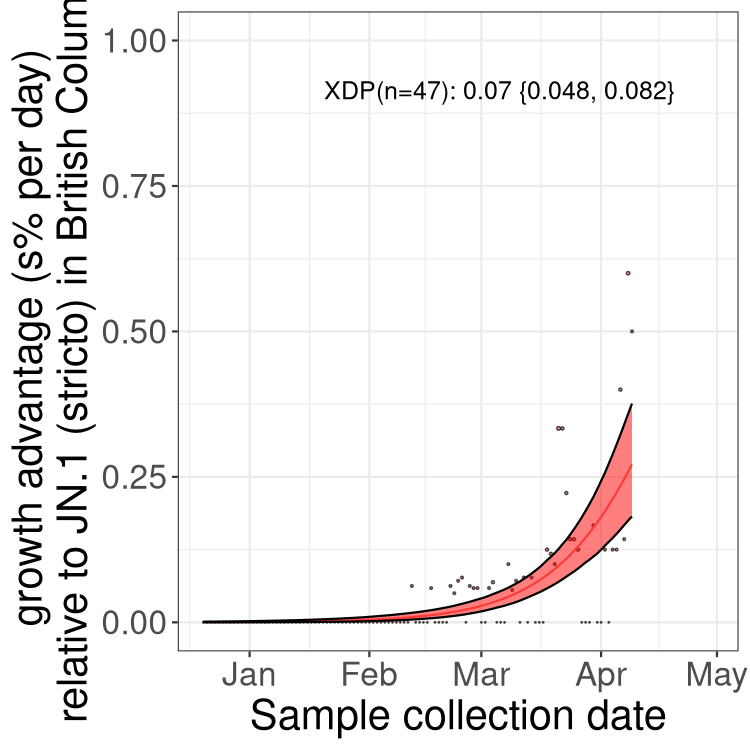 growth advantage (s% per day)
relative to JN.1 (stricto) in British Colum
1.00
0.75
0.50
0.25
0.00
XDP(n=47): 0.07 {0.048, 0.082}
Jan Feb Mar Apr May
Sample collection date